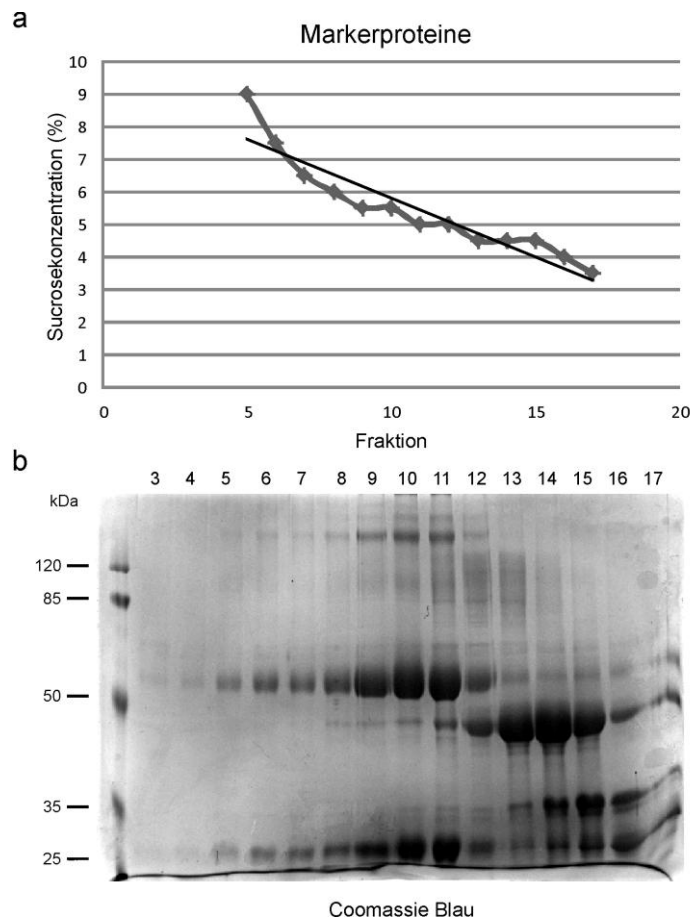 a
Markerproteine
Sucrosekonzentration (%)
10
9
8
7
6
5
4
3
2
1
0
0 5 10 15 20
Fraktion
b
3 4 5 6 7 8 9 10 11 12 13 14 15 16 17
kDa
120
85
50
35
25
Coomassie Blau